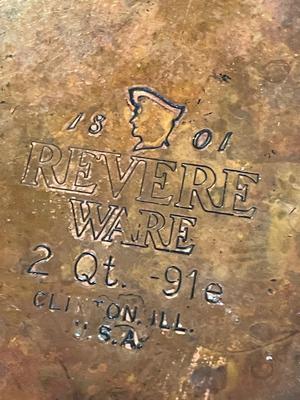 18 01
REVERE
WARE
2 Qt. -91e
CLINTON, ILL.
U.S.A.